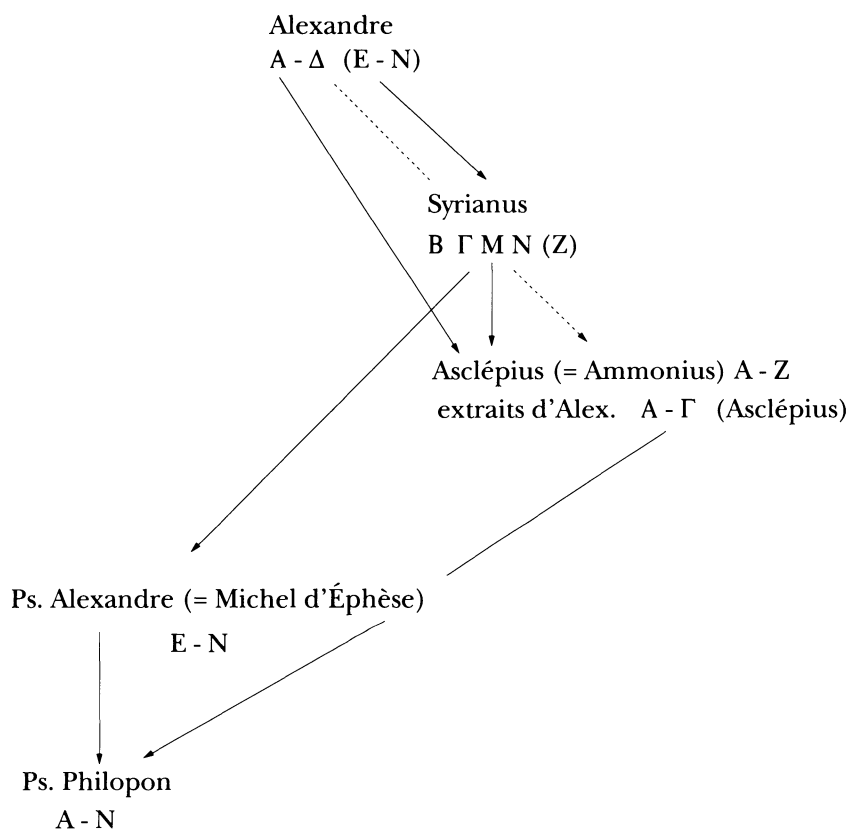 Alexandre
Α - Δ (Ε - Ν)
Syrianus
Β Γ Μ Ν (Ζ)
Asclépius (= Ammonius) Α - Ζ
extraits d'Alex. Α - Γ (Asclépius)
Ps. Alexandre (= Michel d'Éphèse)
Ε - Ν
Ps. Philopon
Α - Ν